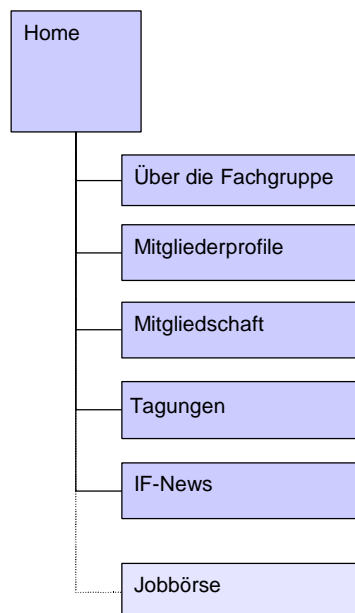 Home
Über die Fachgruppe
Mitgliederprofile
Mitgliedschaft
Tagungen
IF-News
Jobbörse